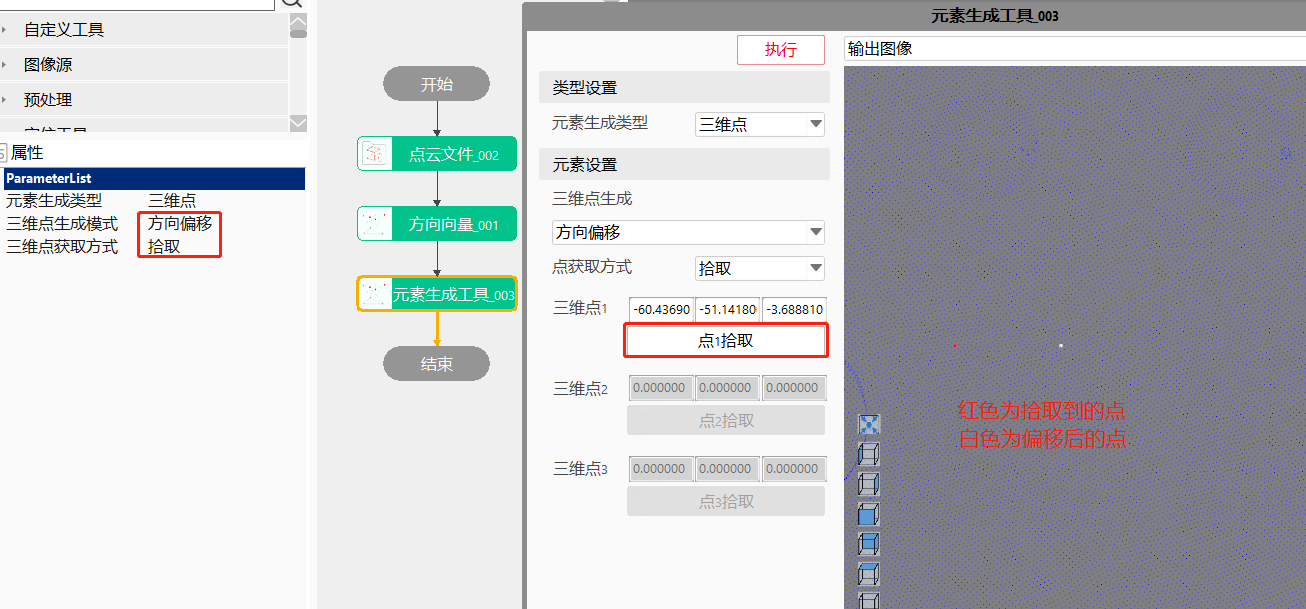 自定义工具
图像源
预处理
定位工具
属性
ParameterList
元素生成类型 三维点
三维点生成模式 方向偏移
三维点获取方式 拾取
开始
点云文件_002
方向向量_001
元素生成工具_003
结束
元素生成工具_003
执行
类型设置
元素生成类型 三维点
元素设置
三维点生成
方向偏移
点获取方式 拾取
三维点1 -60.43690 -51.14180 -3.688810
点1拾取
三维点2 0.000000 0.000000 0.000000
点2拾取
三维点3 0.000000 0.000000 0.000000
点3拾取
输出图像
红色为拾取到的点
白色为偏移后的点